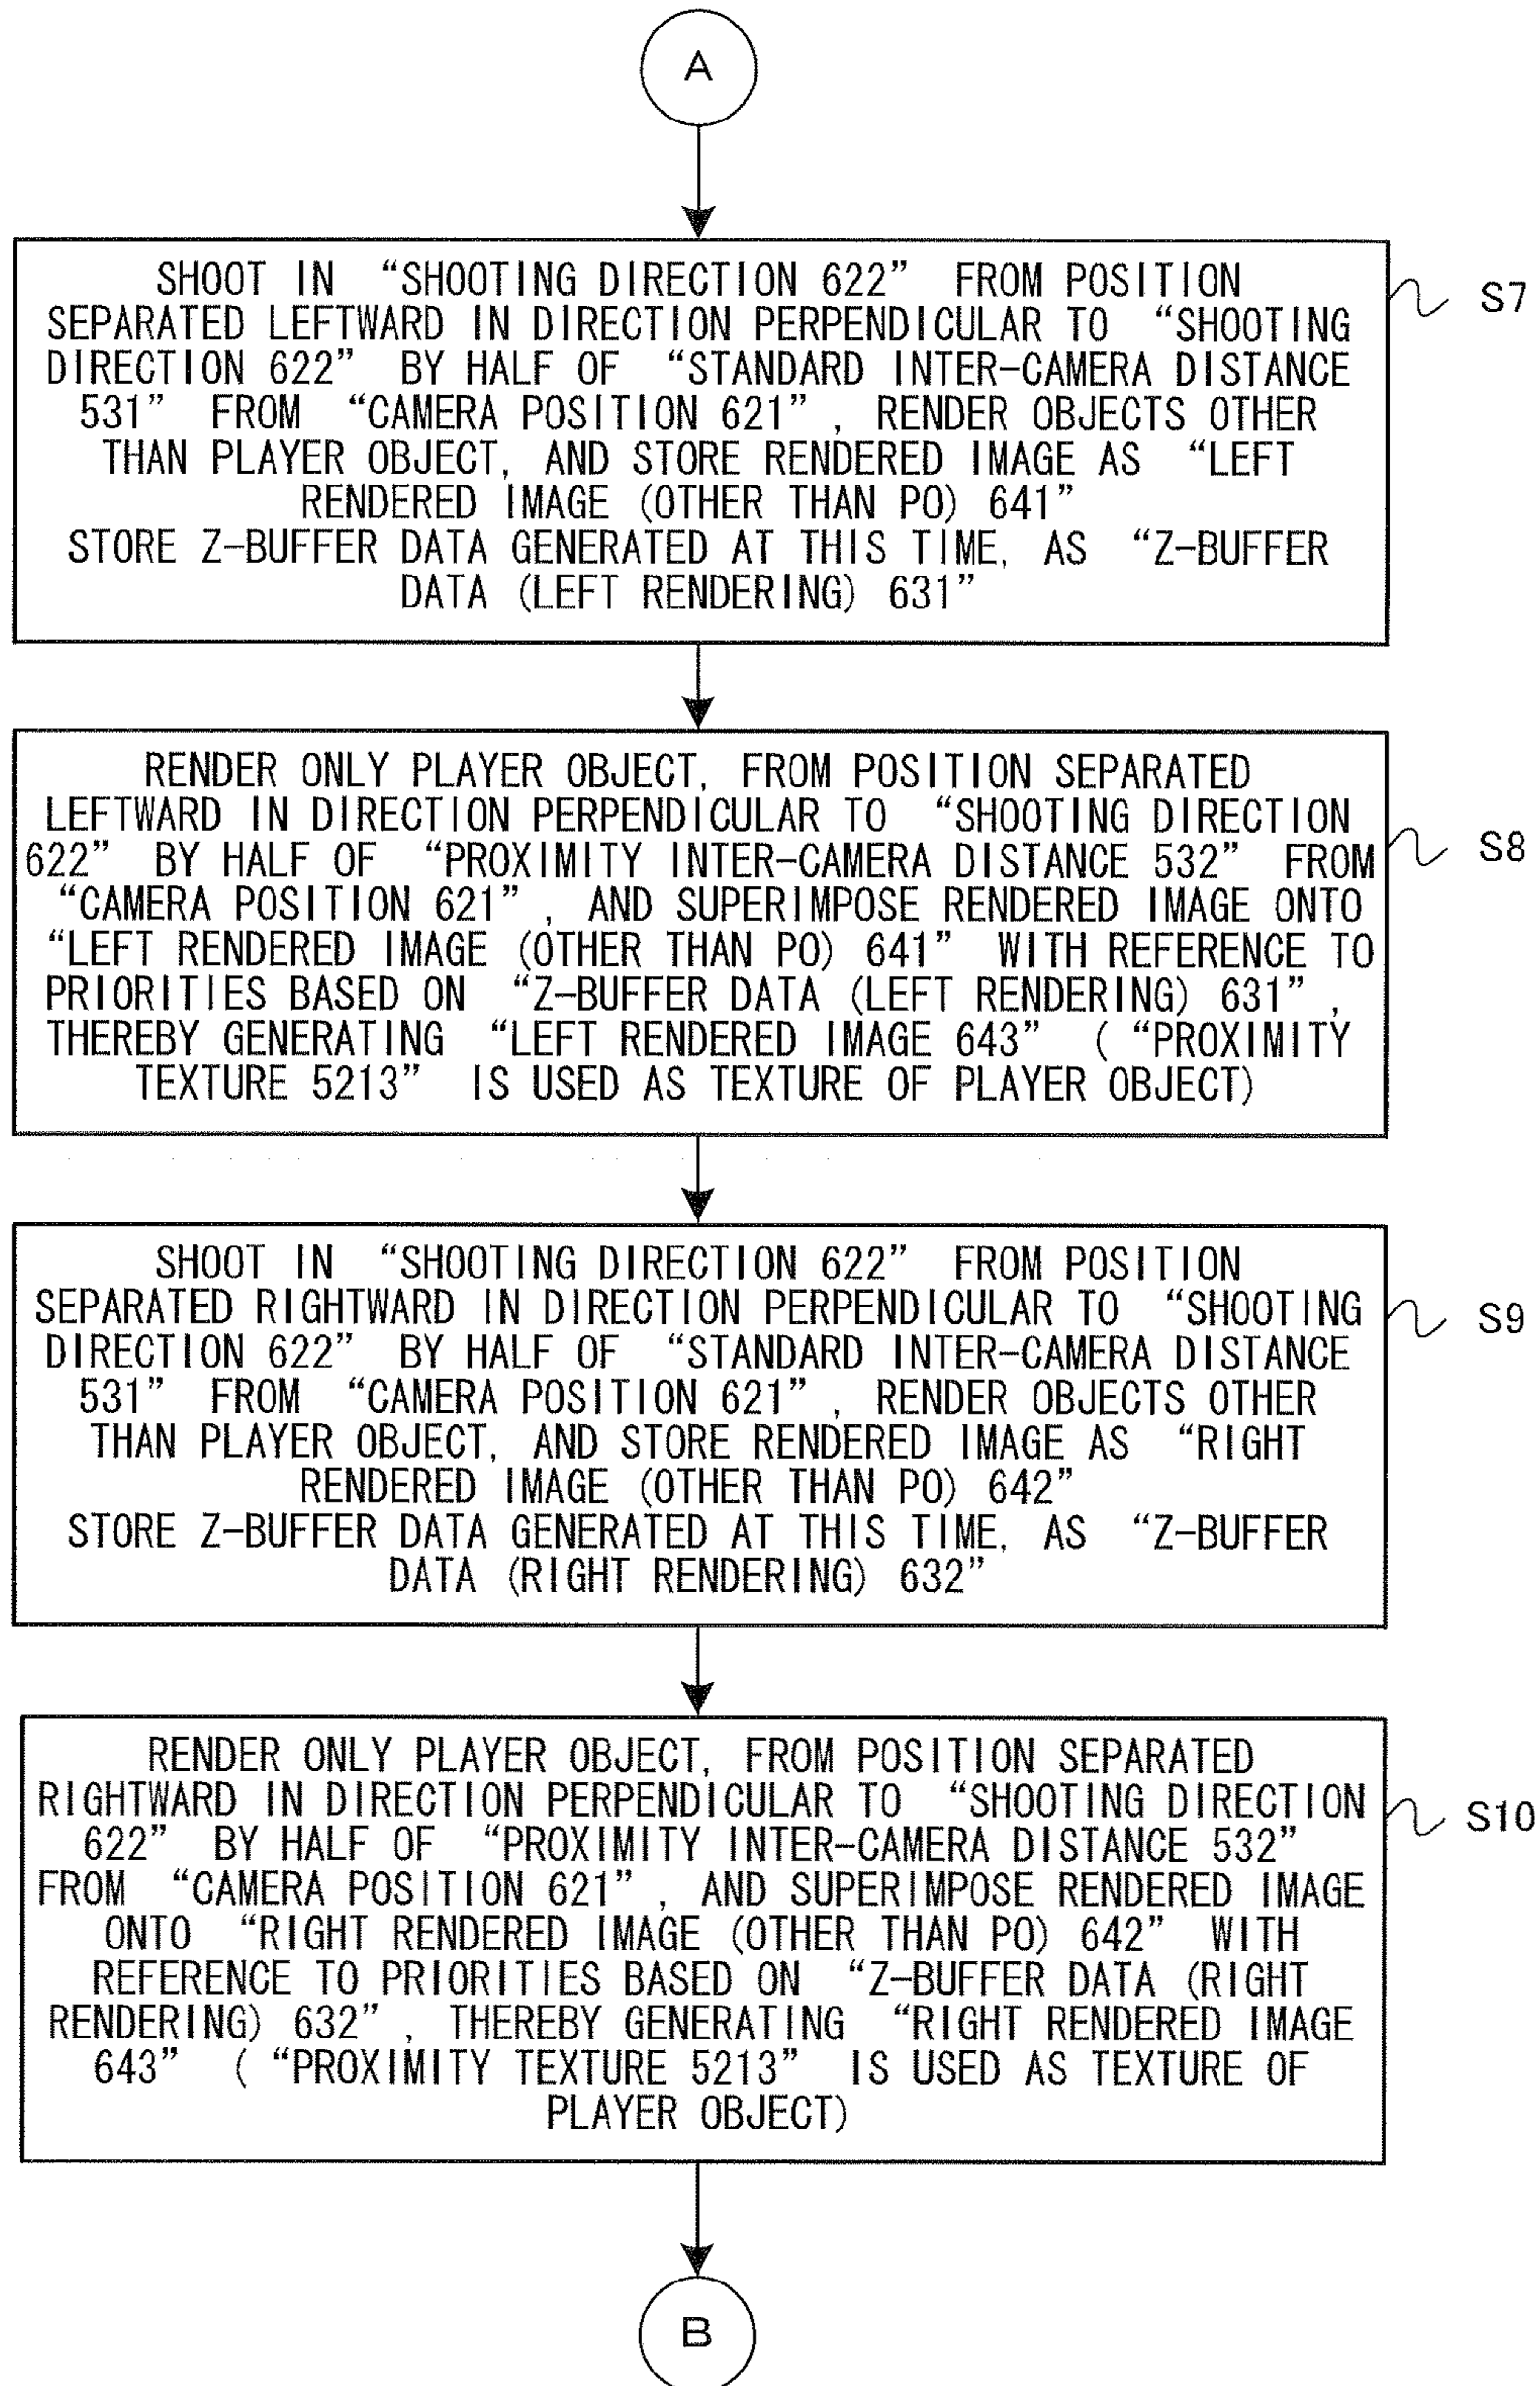 A
SHOOT IN “SHOOTING DIRECTION 622” FROM POSITION
SEPARATED LEFTWARD IN DIRECTION PERPENDICULAR TO “SHOOTING
DIRECTION 622” BY HALF OF “STANDARD INTER-CAMERA DISTANCE
531” FROM “CAMERA POSITION 621”, RENDER OBJECTS OTHER
THAN PLAYER OBJECT, AND STORE RENDERED IMAGE AS “LEFT
RENDERED IMAGE (OTHER THAN PO) 641”
STORE Z-BUFFER DATA GENERATED AT THIS TIME, AS “Z-BUFFER
DATA (LEFT RENDERING) 631”
S7
RENDER ONLY PLAYER OBJECT, FROM POSITION SEPARATED
LEFTWARD IN DIRECTION PERPENDICULAR TO “SHOOTING DIRECTION
622” BY HALF OF “PROXIMITY INTER-CAMERA DISTANCE 532” FROM
“CAMERA POSITION 621”, AND SUPERIMPOSE RENDERED IMAGE ONTO
“LEFT RENDERED IMAGE (OTHER THAN PO) 641” WITH REFERENCE TO
PRIORITIES BASED ON “Z-BUFFER DATA (LEFT RENDERING) 631”,
THEREBY GENERATING “LEFT RENDERED IMAGE 643” (“PROXIMITY
TEXTURE 5213” IS USED AS TEXTURE OF PLAYER OBJECT)
S8
SHOOT IN “SHOOTING DIRECTION 622” FROM POSITION
SEPARATED RIGHTWARD IN DIRECTION PERPENDICULAR TO “SHOOTING
DIRECTION 622” BY HALF OF “STANDARD INTER-CAMERA DISTANCE
531” FROM “CAMERA POSITION 621”, RENDER OBJECTS OTHER
THAN PLAYER OBJECT, AND STORE RENDERED IMAGE AS “RIGHT
RENDERED IMAGE (OTHER THAN PO) 642”
STORE Z-BUFFER DATA GENERATED AT THIS TIME, AS “Z-BUFFER
DATA (RIGHT RENDERING) 632”
S9
RENDER ONLY PLAYER OBJECT, FROM POSITION SEPARATED
RIGHTWARD IN DIRECTION PERPENDICULAR TO “SHOOTING DIRECTION
622” BY HALF OF “PROXIMITY INTER-CAMERA DISTANCE 532”
FROM “CAMERA POSITION 621”, AND SUPERIMPOSE RENDERED IMAGE
ONTO “RIGHT RENDERED IMAGE (OTHER THAN PO) 642” WITH
REFERENCE TO PRIORITIES BASED ON “Z-BUFFER DATA (RIGHT
RENDERING) 632”, THEREBY GENERATING “RIGHT RENDERED IMAGE
643” (“PROXIMITY TEXTURE 5213” IS USED AS TEXTURE OF
PLAYER OBJECT)
S10
B